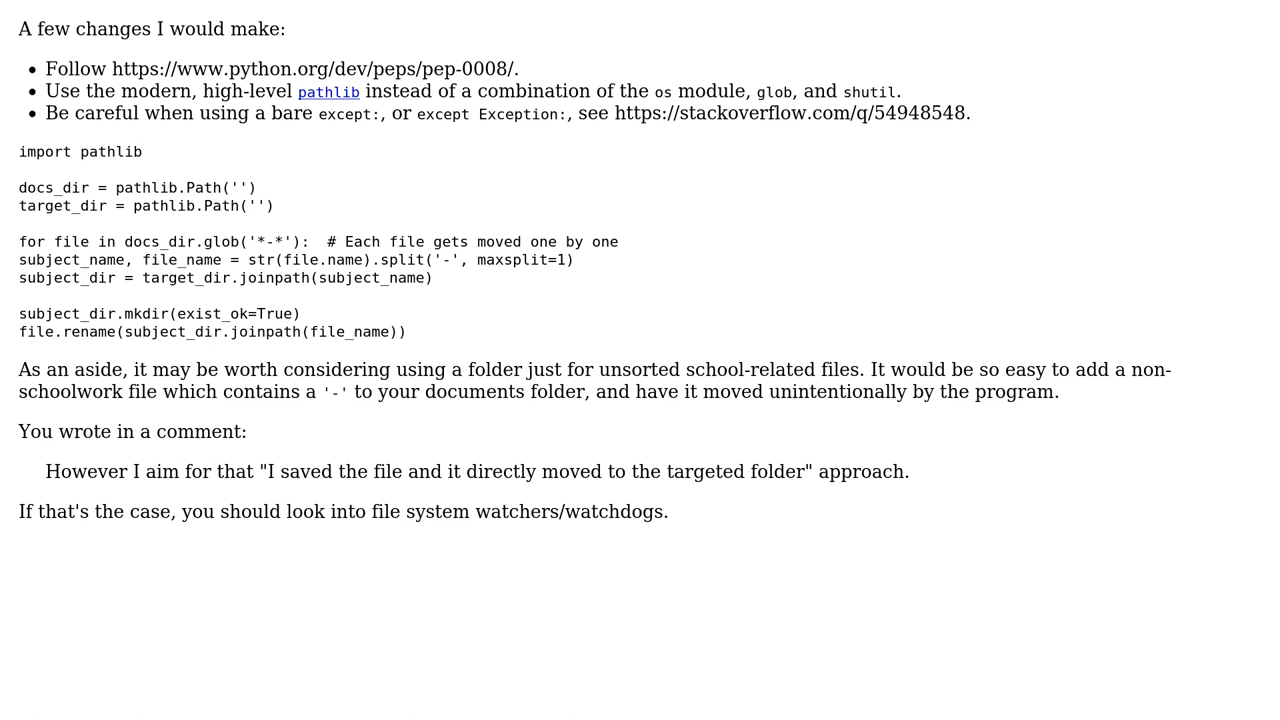 A few changes I would make:
• Follow https://www.python.org/dev/peps/pep-0008/.
• Use the modern, high-level pathlib instead of a combination of the os module, glob, and shutil.
• Be careful when using a bare except:, or except Exception:, see https://stackoverflow.com/q/54948548.
import pathlib
docs_dir = pathlib.Path('')
target_dir = pathlib.Path('')
for file in docs_dir.glob('*-*'):  # Each file gets moved one by one
subject_name, file_name = str(file.name).split('-', maxsplit=1)
subject_dir = target_dir.joinpath(subject_name)
subject_dir.mkdir(exist_ok=True)
file.rename(subject_dir.joinpath(file_name))
As an aside, it may be worth considering using a folder just for unsorted school-related files. It would be so easy to add a non-
schoolwork file which contains a '-' to your documents folder, and have it moved unintentionally by the program.
You wrote in a comment:
However I aim for that "I saved the file and it directly moved to the targeted folder" approach.
If that's the case, you should look into file system watchers/watchdogs.